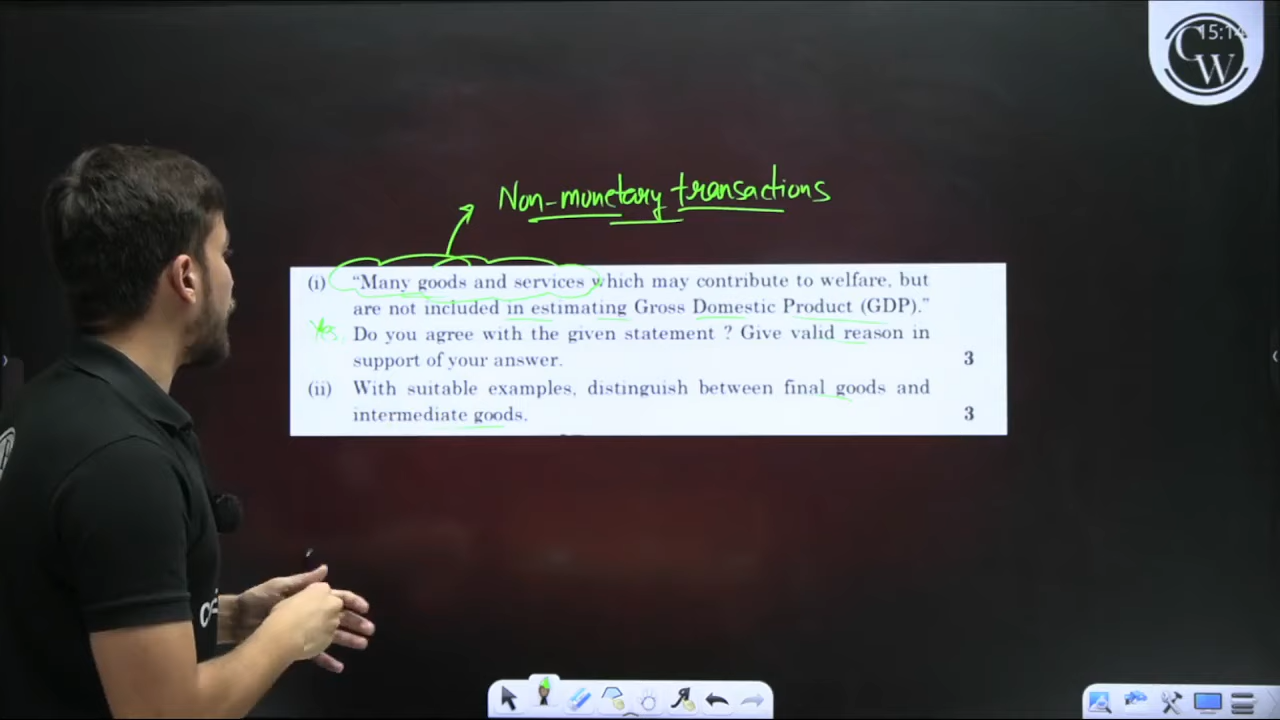 15:14
CW
Non-monetary transactions
(i) “Many goods and services which may contribute to welfare, but
are not included in estimating Gross Domestic Product (GDP).”
Yes, Do you agree with the given statement ? Give valid reason in
support of your answer. 3
(ii) With suitable examples, distinguish between final goods and
intermediate goods. 3